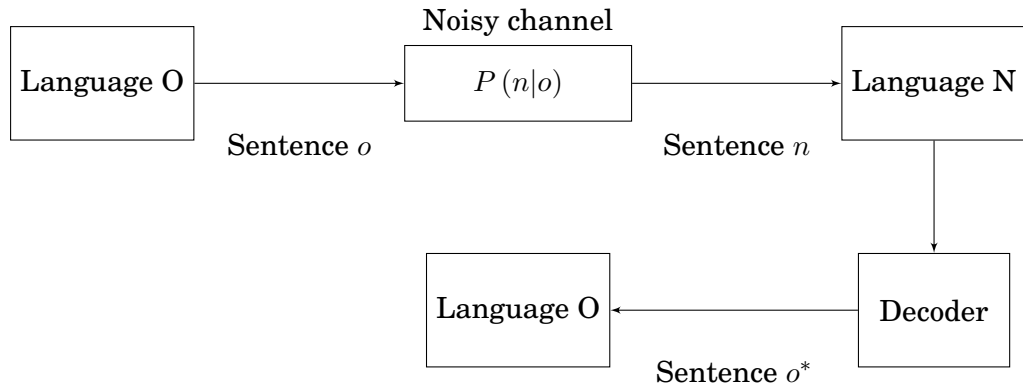 Noisy channel
Language O
P (n|o)
Language N
Sentence o
Sentence n
Language O
Decoder
Sentence o*